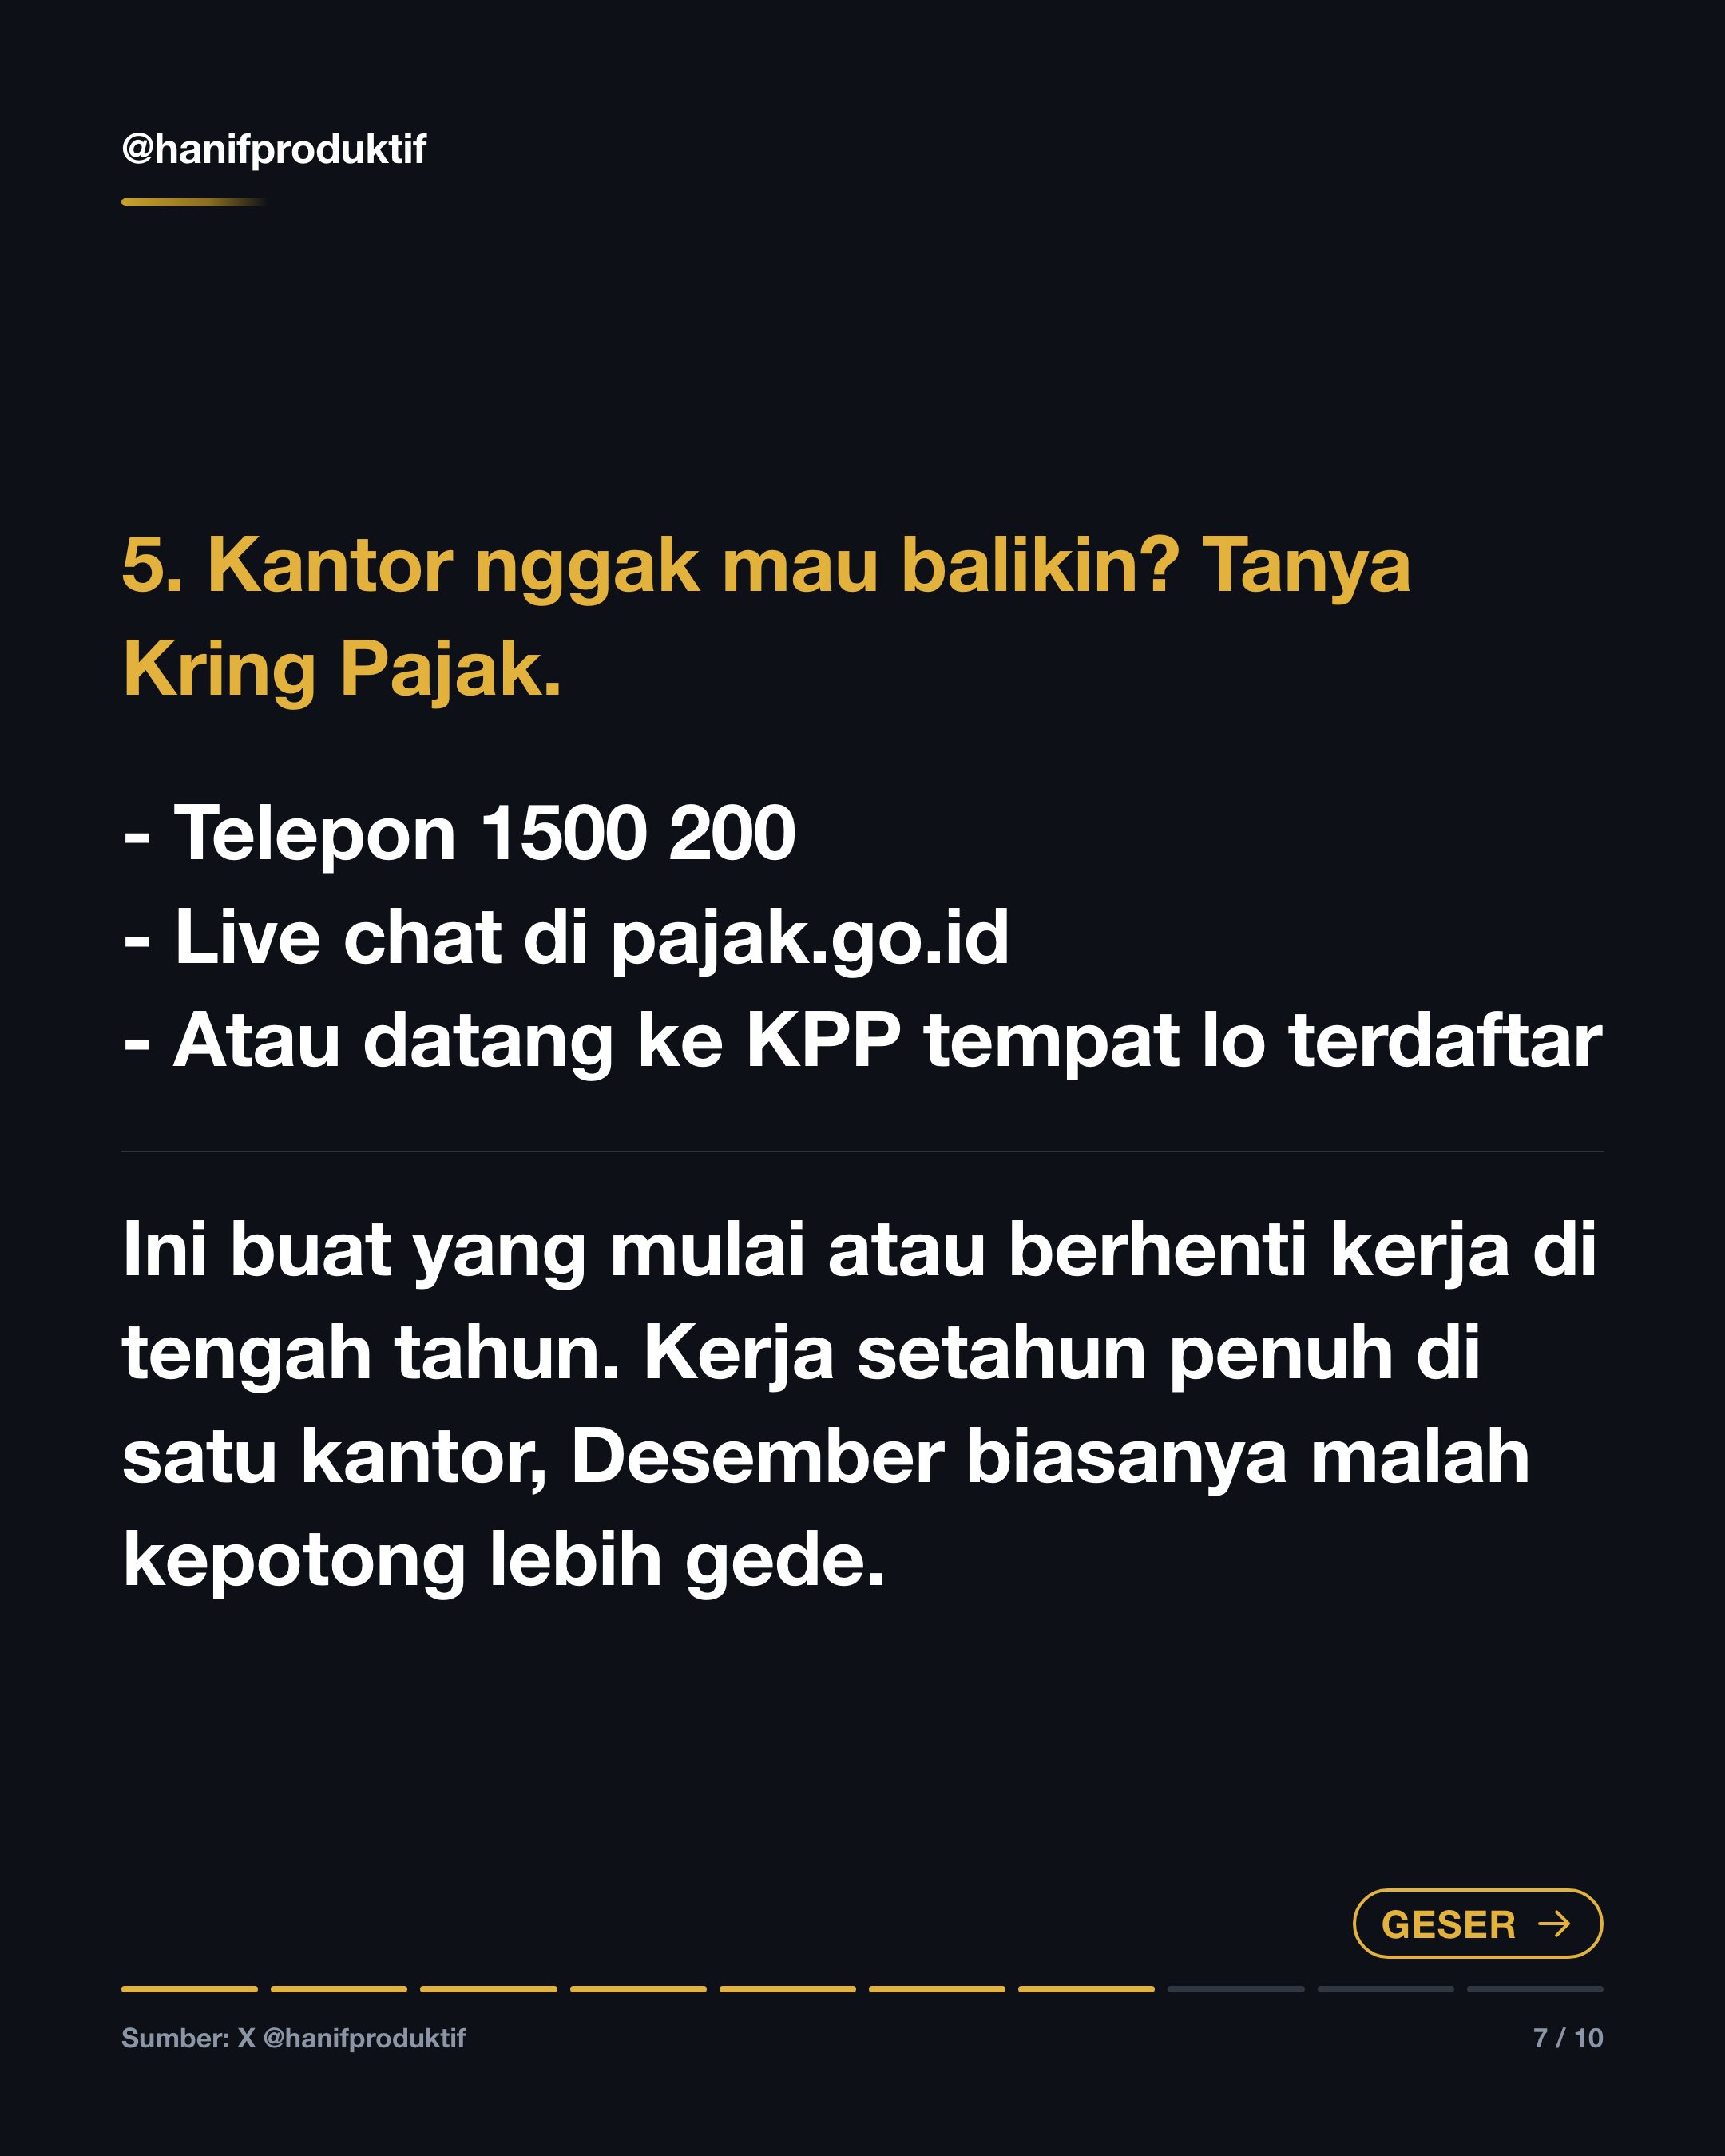 @hanifproduktif
5. Kantor nggak mau balikin? Tanya
Kring Pajak.
- Telepon 1500 200
- Live chat di pajak.go.id
- Atau datang ke KPP tempat lo terdaftar
Ini buat yang mulai atau berhenti kerja di
tengah tahun. Kerja setahun penuh di
satu kantor, Desember biasanya malah
kepotong lebih gede.
GESER →
Sumber: X @hanifproduktif
7 / 10